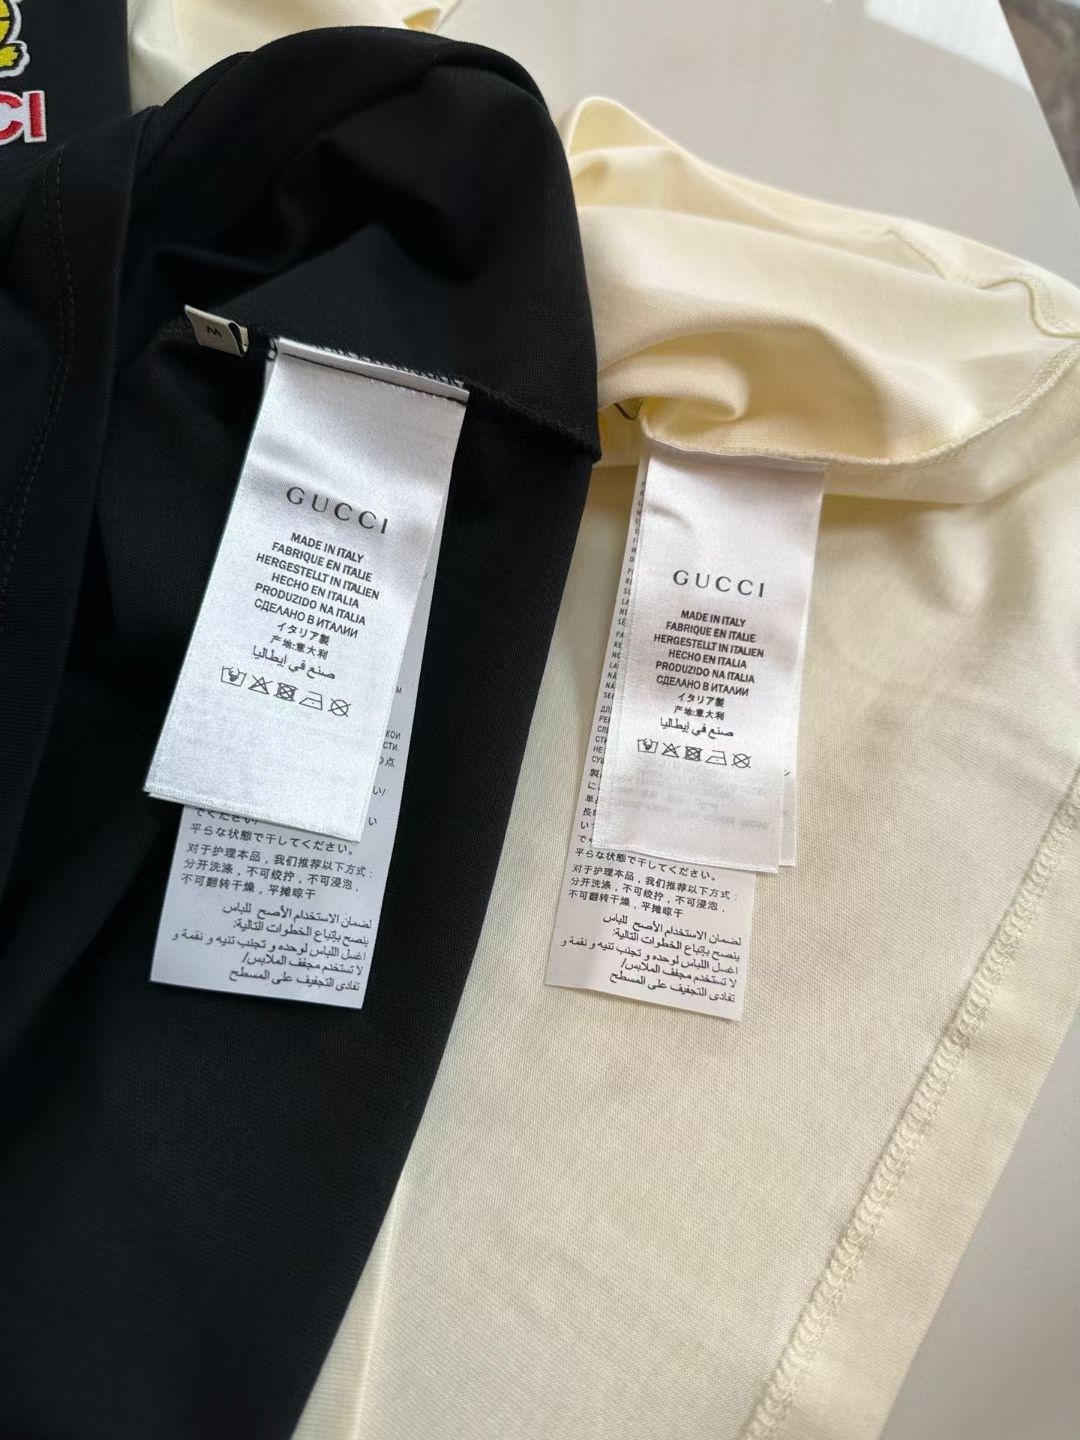 CI
M
GUCCI
MADE IN ITALY
FABRIQUE EN ITALIE
HERGESTELLT IN ITALIEN
HECHO EN ITALIA
PRODUZIDO NA ITALIA
СДЕЛАНО В ИТАЛИИ
イタリア製
产地:意大利
صنع في إيطاليا
でください/
平らな状態で干してください。
对于护理本品，我们推荐以下方式：
分开洗涤，不可绞拧，不可浸泡，
不可翻转干燥，平摊晾干
لضمان الاستخدام الأصح للباس
ينصح بإتباع الخطوات التالية:
اغسل اللباس لوحده و تجنب تنيه و نقمة و
لا تستخدم مجفف الملابس/
تفادى التجفيف على المسطح
GUCCI
MADE IN ITALY
FABRIQUE EN ITALIE
HERGESTELLT IN ITALIEN
HECHO EN ITALIA
PRODUZIDO NA ITALIA
СДЕЛАНО В ИТАЛИИ
イタリア製
产地:意大利
صنع في إيطاليا
平らな状態で干してください。
对于护理本品，我们推荐以下方式：
分开洗涤，不可绞拧，不可浸泡，
不可翻转干燥，平摊晾干
لضمان الاستخدام الأصح للباس
ينصح بإتباع الخطوات التالية:
اغسل اللباس لوحده و تجنب تنيه و نقمة و
لا تستخدم مجفف الملابس/
تفادى التجفيف على المسطح